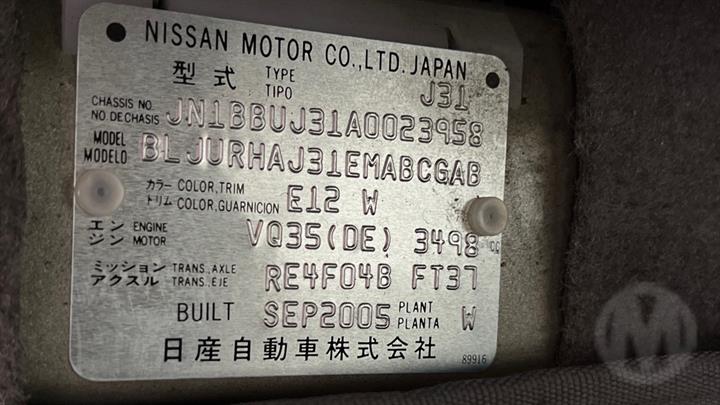 NISSAN MOTOR CO.,LTD. JAPAN
型式 TYPE TIPO J31
CHASSIS NO. NO DE CHASIS JN1BBUJ31A0023958
MODEL MODELO BLJURHAJ31EMABCGAB
カラー COLOR,TRIM
トリム COLOR,GUARNICION E12 W
エンジン ENGINE MOTOR VQ35(DE) 3498 CC
ミッション TRANS.,AXLE
アクスル TRANS.,EJE RE4F04B FT37
BUILT SEP2005 PLANT PLANTA W
日産自動車株式会社 89916
M